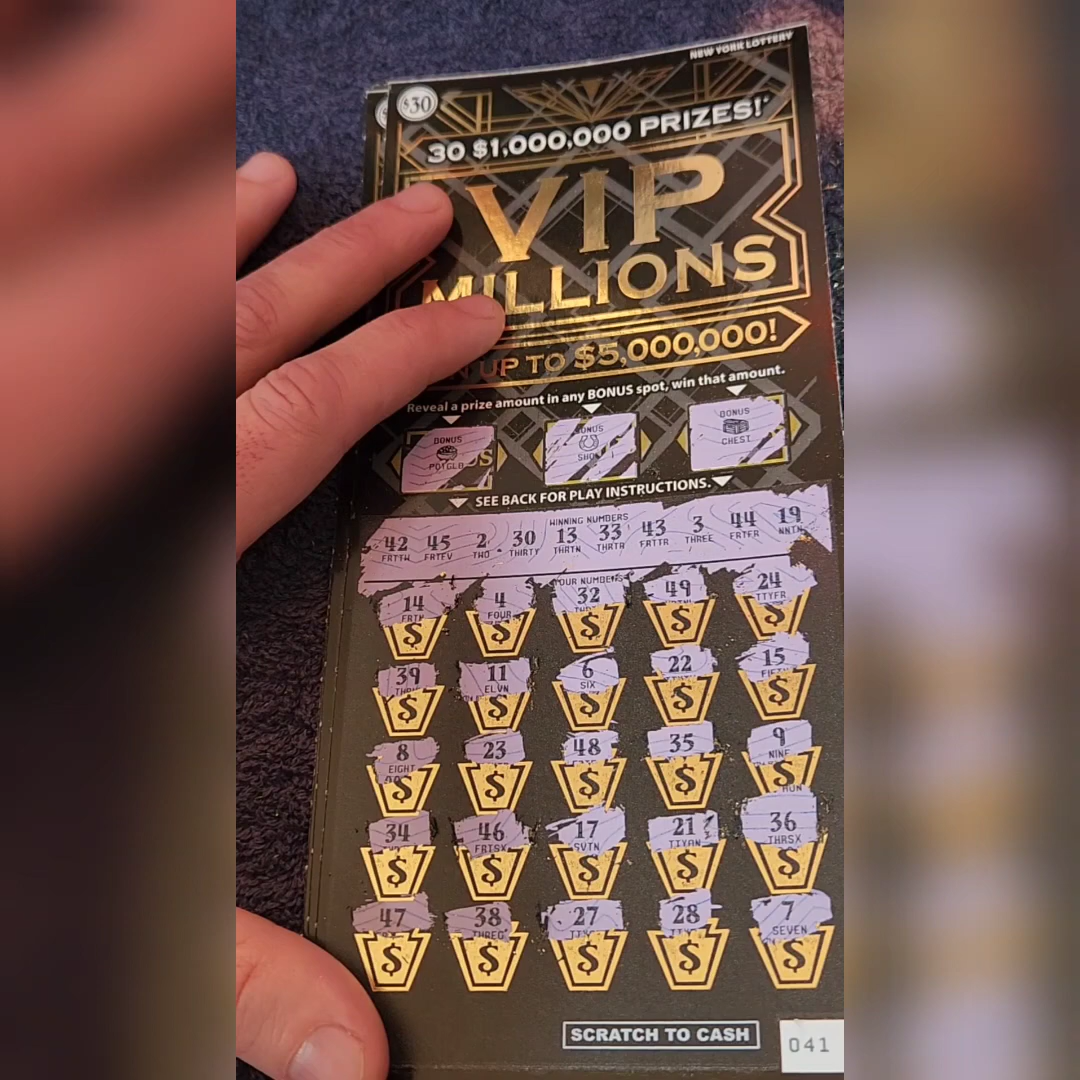 NEW YORK LOTTERY
$30
30 $1,000,000 PRIZES!*
VIP
MILLIONS
UP TO $5,000,000!
Reveal a prize amount in any BONUS spot, win that amount.
BONUS BONUS
CHEST
SEE BACK FOR PLAY INSTRUCTIONS.
WINNING NUMBERS
42 45 2 30 13 33 43 3 44 19
FRTTW FRTFV TWO THIRTY THRTN THRTR FRTTR THREE FRTFR NNTN
YOUR NUMBERS
14 4 32 49 24
FOUR TTYFR
$ $ $ $ $
39 11 6 22 15
ELVN SIX
$ $ $ $ $
8 23 48 35 9
EIGHT NINE
$ $ $ $ $
34 46 17 21 36
FRTSX SVTN TTYON THRSX
$ $ $ $ $
47 38 27 28 7
SEVEN
$ $ $ $ $
SCRATCH TO CASH
041